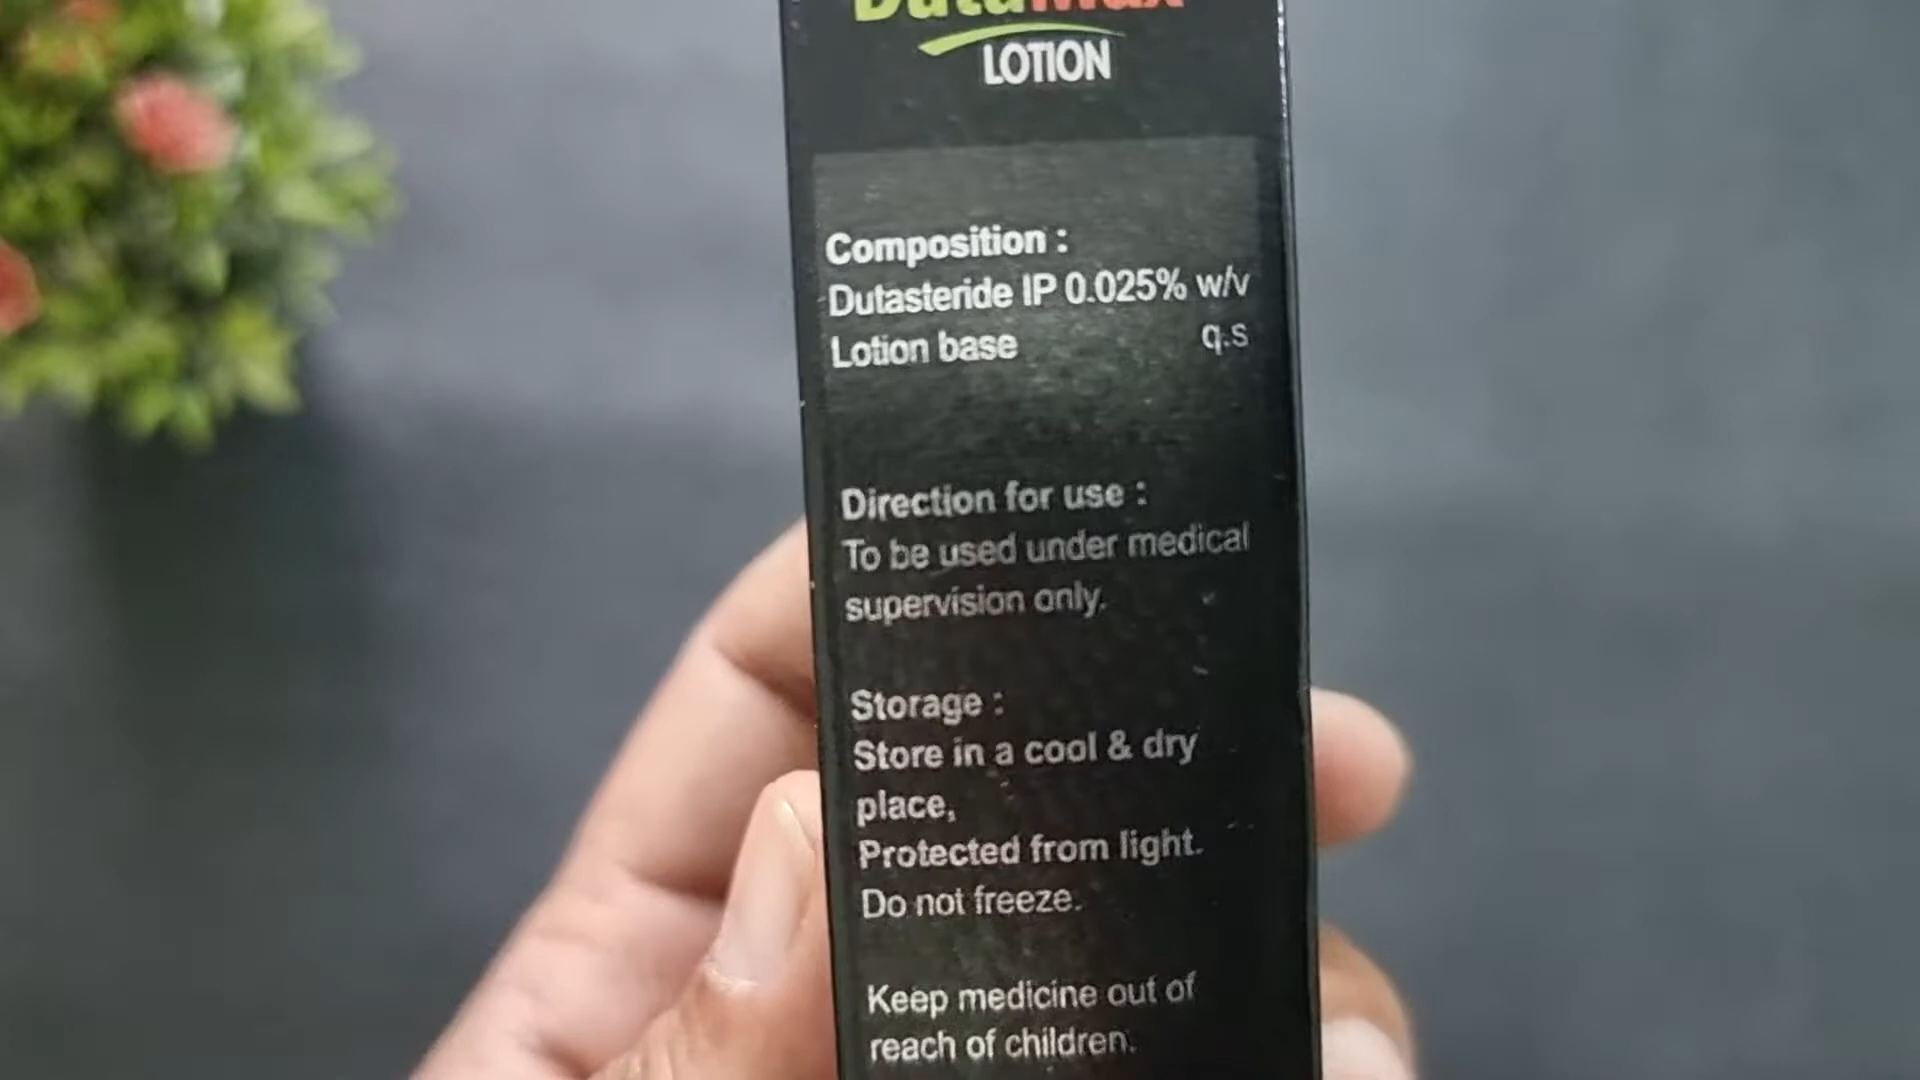 DutaMax
LOTION
Composition :
Dutasteride IP 0.025% w/v
Lotion base q.s
Direction for use :
To be used under medical
supervision only.
Storage :
Store in a cool & dry
place,
Protected from light.
Do not freeze.
Keep medicine out of
reach of children.